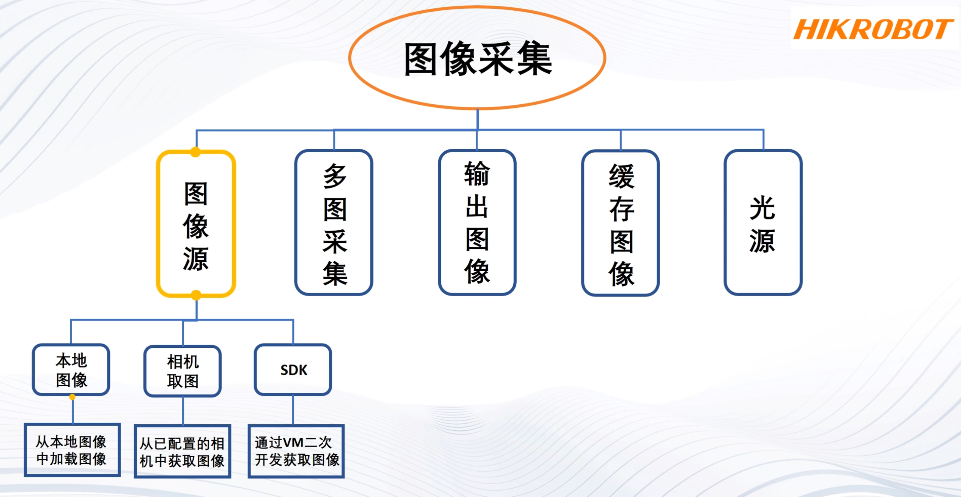 HIKROBOT
图像采集
图像源
多图采集
输出图像
缓存图像
光源
本地
图像
相机
取图
SDK
从本地图像
中加载图像
从已配置的相
机中获取图像
通过VM二次
开发获取图像